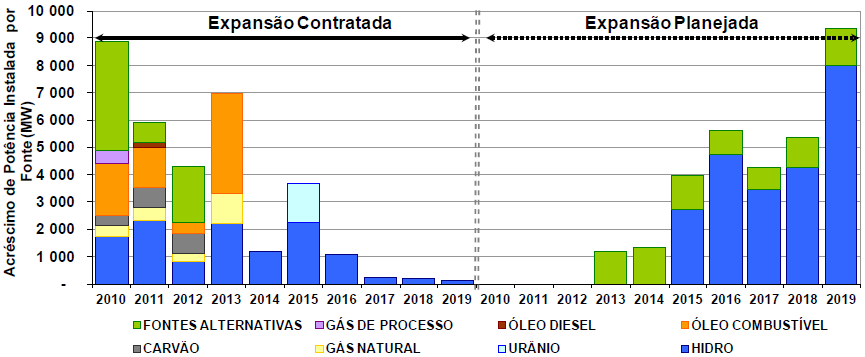 Expansão Contratada
Expansão Planejada
Acréscimo de Potência Instalada por
Fonte (MW)
10 000
9 000
8 000
7 000
6 000
5 000
4 000
3 000
2 000
1 000
-
2010 2011 2012 2013 2014 2015 2016 2017 2018 2019 2010 2011 2012 2013 2014 2015 2016 2017 2018 2019
FONTES ALTERNATIVAS GÁS DE PROCESSO ÓLEO DIESEL ÓLEO COMBUSTÍVEL
CARVÃO GÁS NATURAL URÂNIO HIDRO